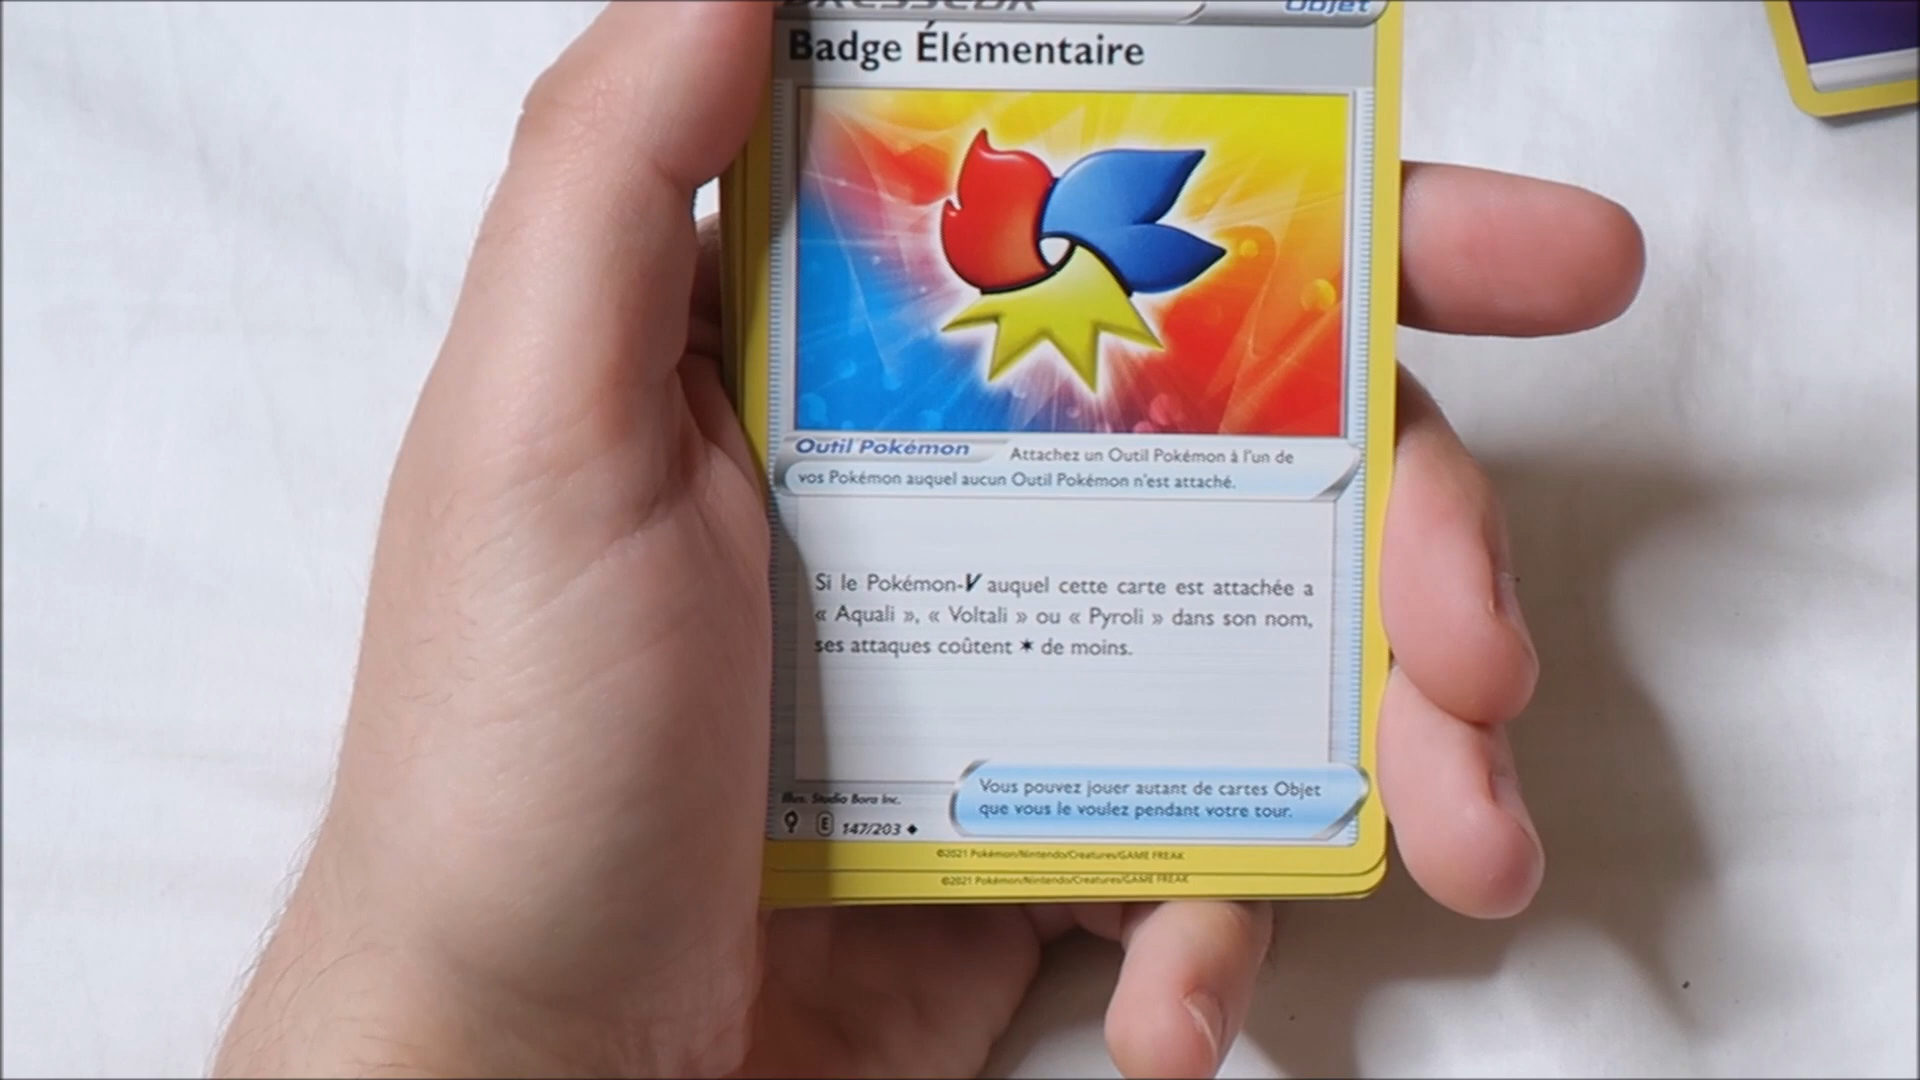 DRESSEUR
Objet
Badge Élémentaire
Outil Pokémon
Attachez un Outil Pokémon à l'un de
vos Pokémon auquel aucun Outil Pokémon n'est attaché.
Si le Pokémon-V auquel cette carte est attachée a
« Aquali », « Voltali » ou « Pyroli » dans son nom,
ses attaques coûtent ✶ de moins.
Vous pouvez jouer autant de cartes Objet
que vous le voulez pendant votre tour.
Illus. Studio Bora Inc.
E 147/203 ◆
©2021 Pokémon/Nintendo/Creatures/GAME FREAK
©2021 Pokémon/Nintendo/Creatures/GAME FREAK